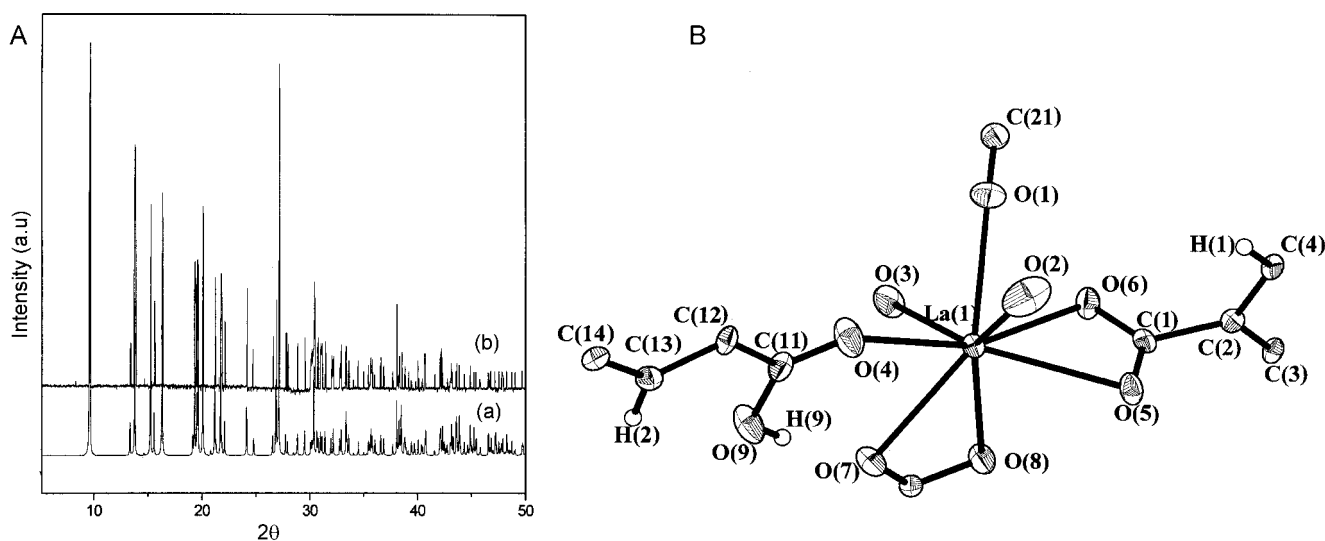 A
Intensity (a.u)
(b)
(a)
10 20 30 40 50
2θ
B
C(21)
O(1)
H(1) C(4)
O(3) O(2) O(6)
La(1) C(1)
C(14) C(13) C(12) C(11) O(4) C(2) C(3)
O(5)
H(2) H(9)
O(9)
O(7) O(8)